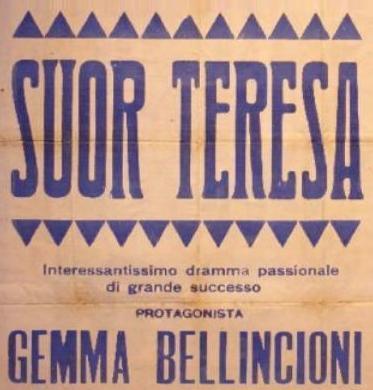 SUOR TERESA
Interessantissimo dramma passionale
di grande successo
PROTAGONISTA
GEMMA BELLINCIONI